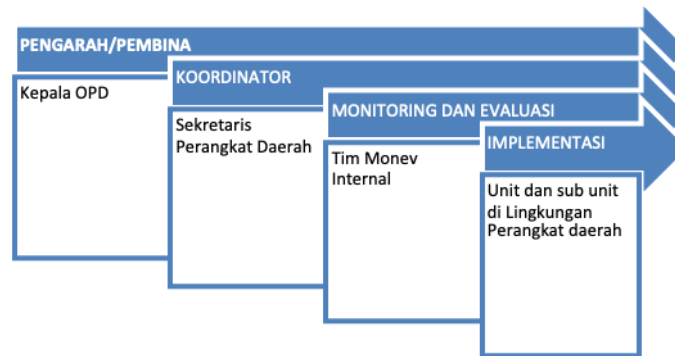 PENGARAH/PEMBINA
Kepala OPD
KOORDINATOR
Sekretaris
Perangkat Daerah
MONITORING DAN EVALUASI
Tim Monev
Internal
IMPLEMENTASI
Unit dan sub unit
di Lingkungan
Perangkat daerah